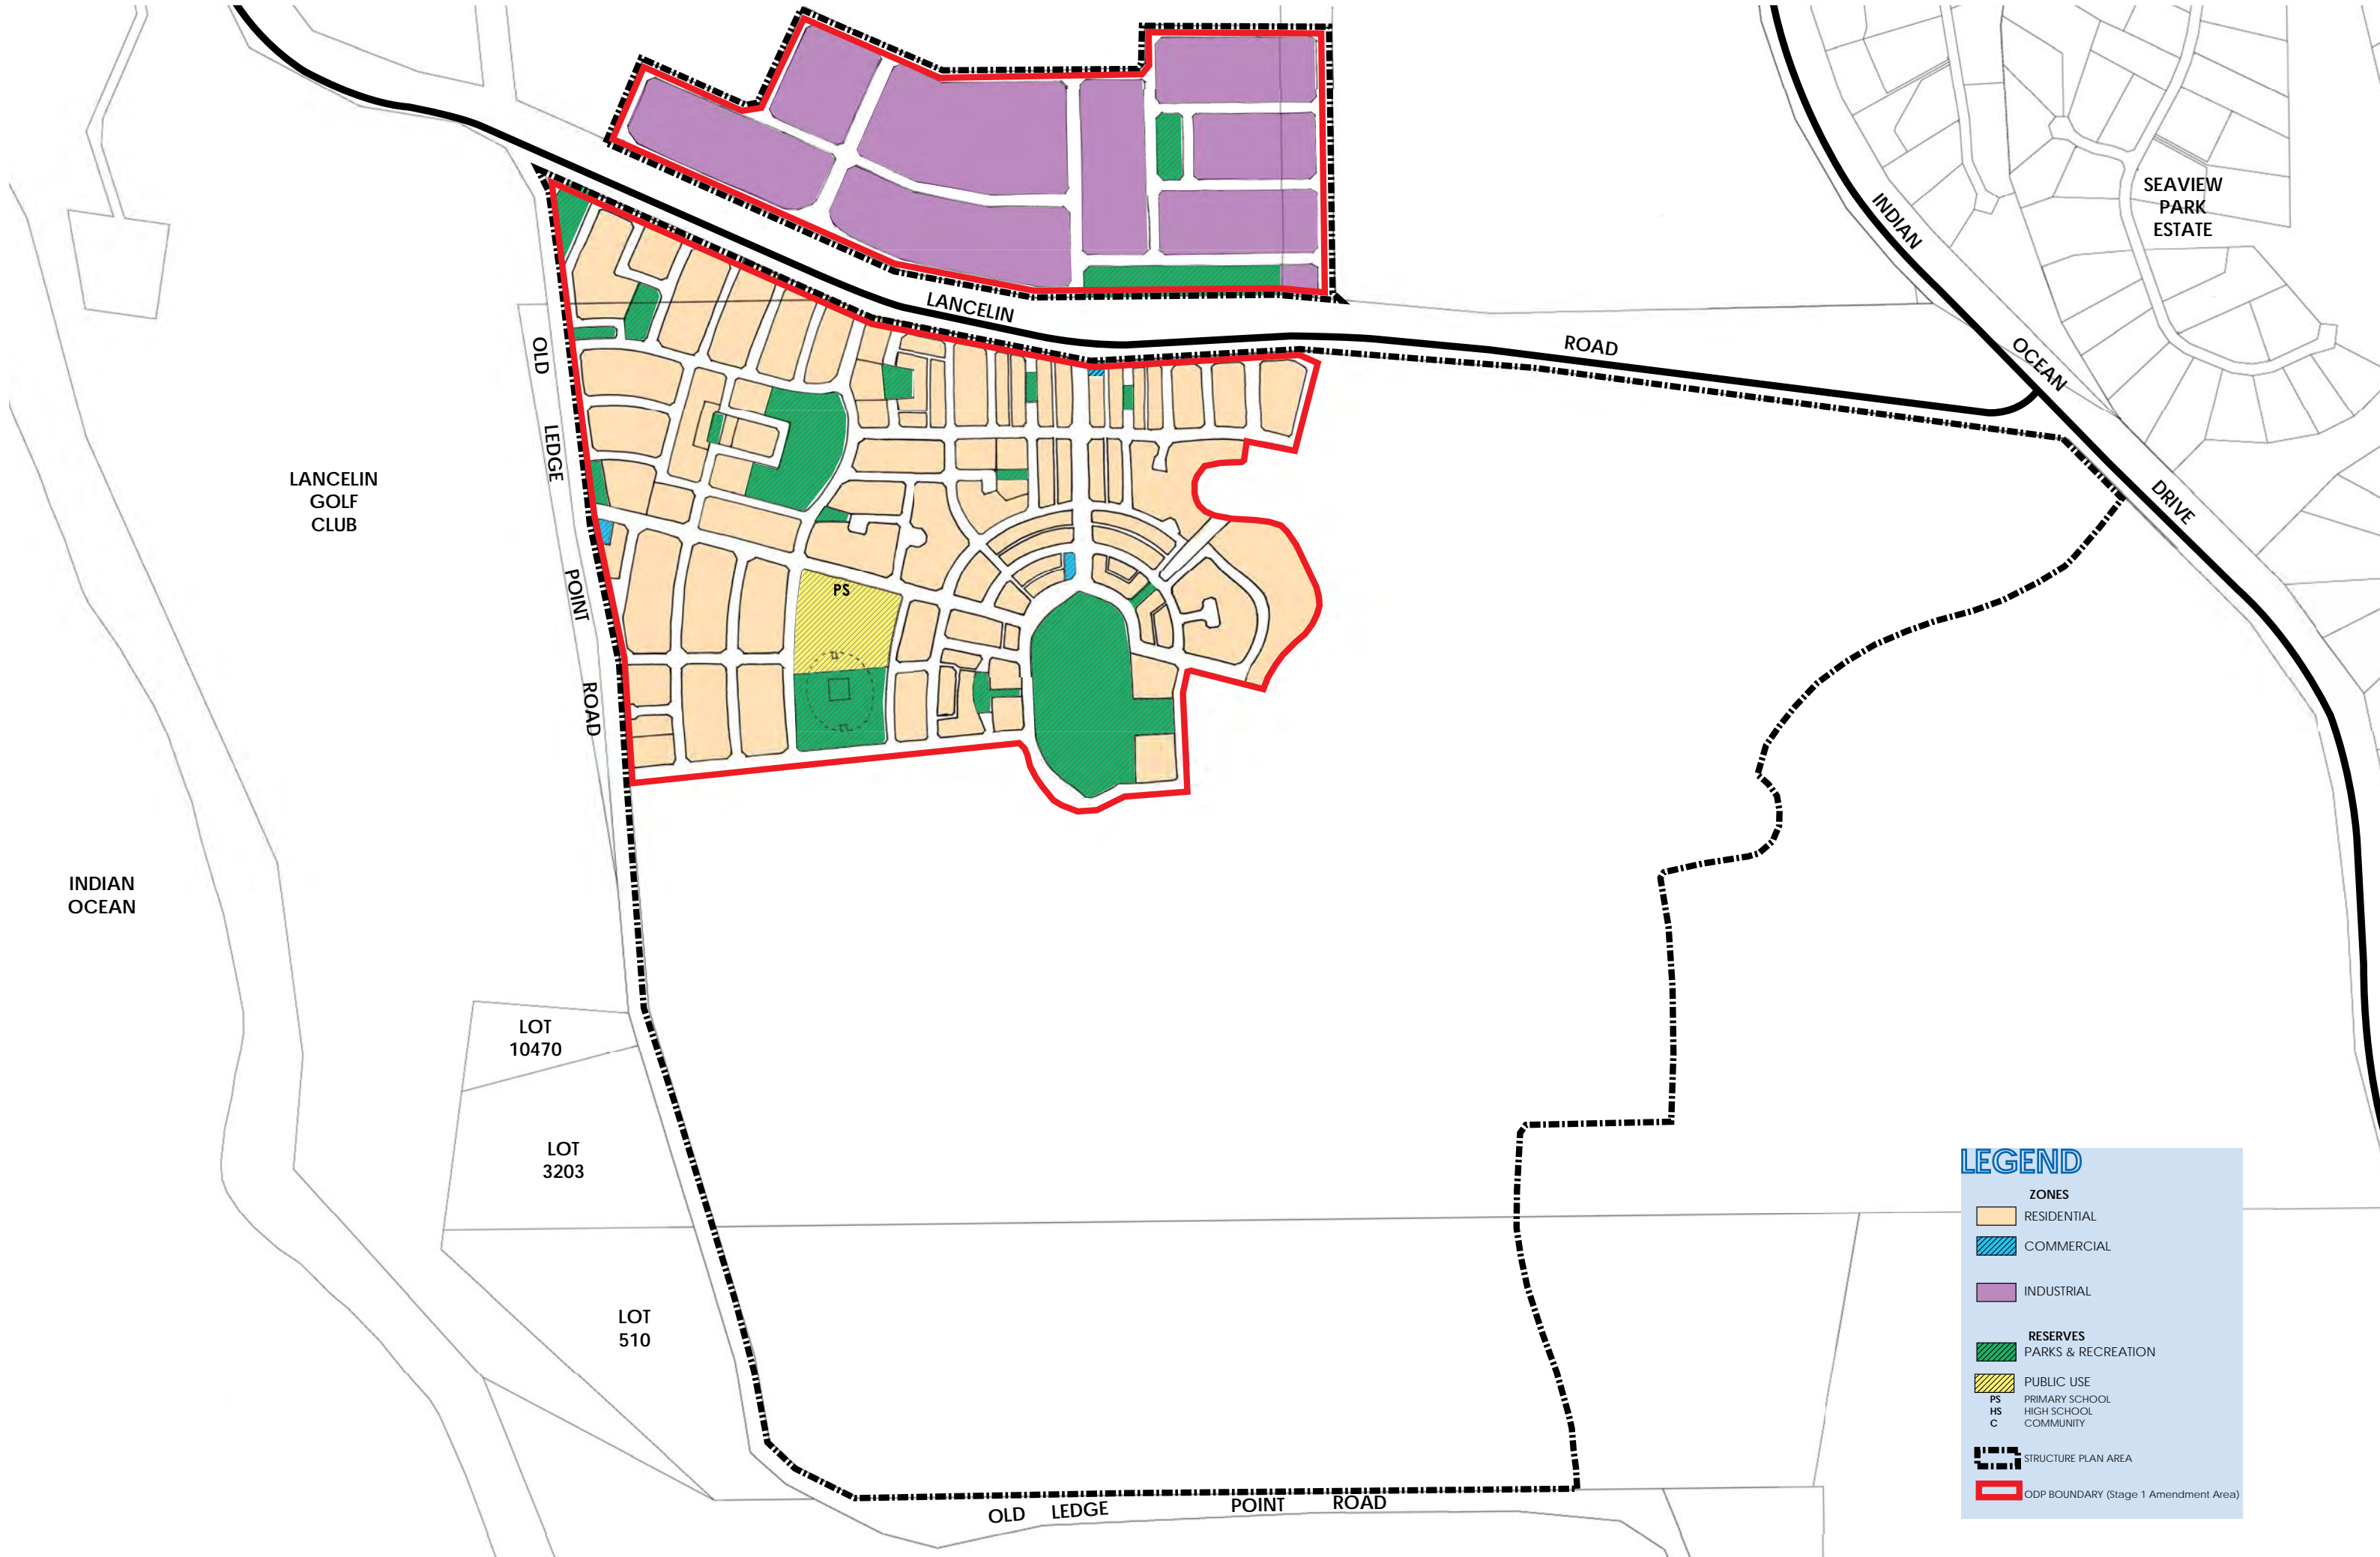 SEAVIEW
PARK
ESTATE
INDIAN
OCEAN
DRIVE
LANCELIN
ROAD
OLD
LEDGE
POINT
ROAD
LANCELIN
GOLF
CLUB
PS
INDIAN
OCEAN
LOT
10470
LOT
3203
LOT
510
OLD LEDGE POINT ROAD
LEGEND
ZONES
RESIDENTIAL
COMMERCIAL
INDUSTRIAL
RESERVES
PARKS & RECREATION
PUBLIC USE
PS PRIMARY SCHOOL
HS HIGH SCHOOL
C COMMUNITY
STRUCTURE PLAN AREA
ODP BOUNDARY (Stage 1 Amendment Area)